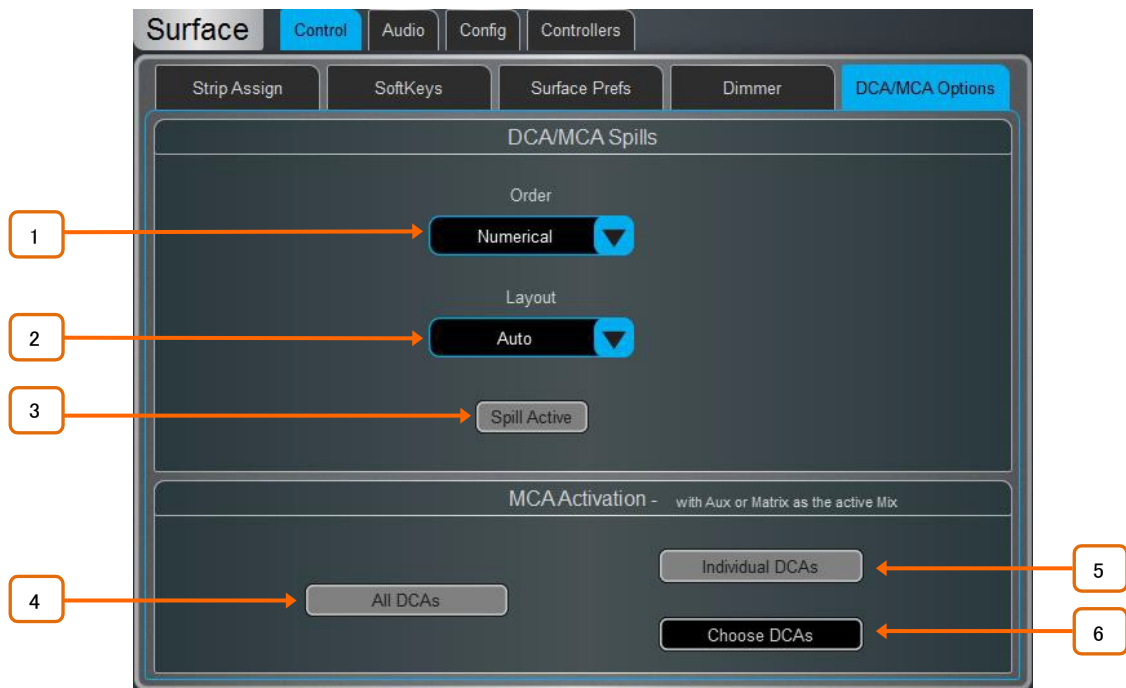 Surface Control Audio Config Controllers
Strip Assign SoftKeys Surface Prefs Dimmer DCA/MCA Options
DCA/MCA Spills
Order
1 Numerical
Layout
2 Auto
3 Spill Active
MCA Activation - with Aux or Matrix as the active Mix
Individual DCAs 5
4 All DCAs
Choose DCAs 6